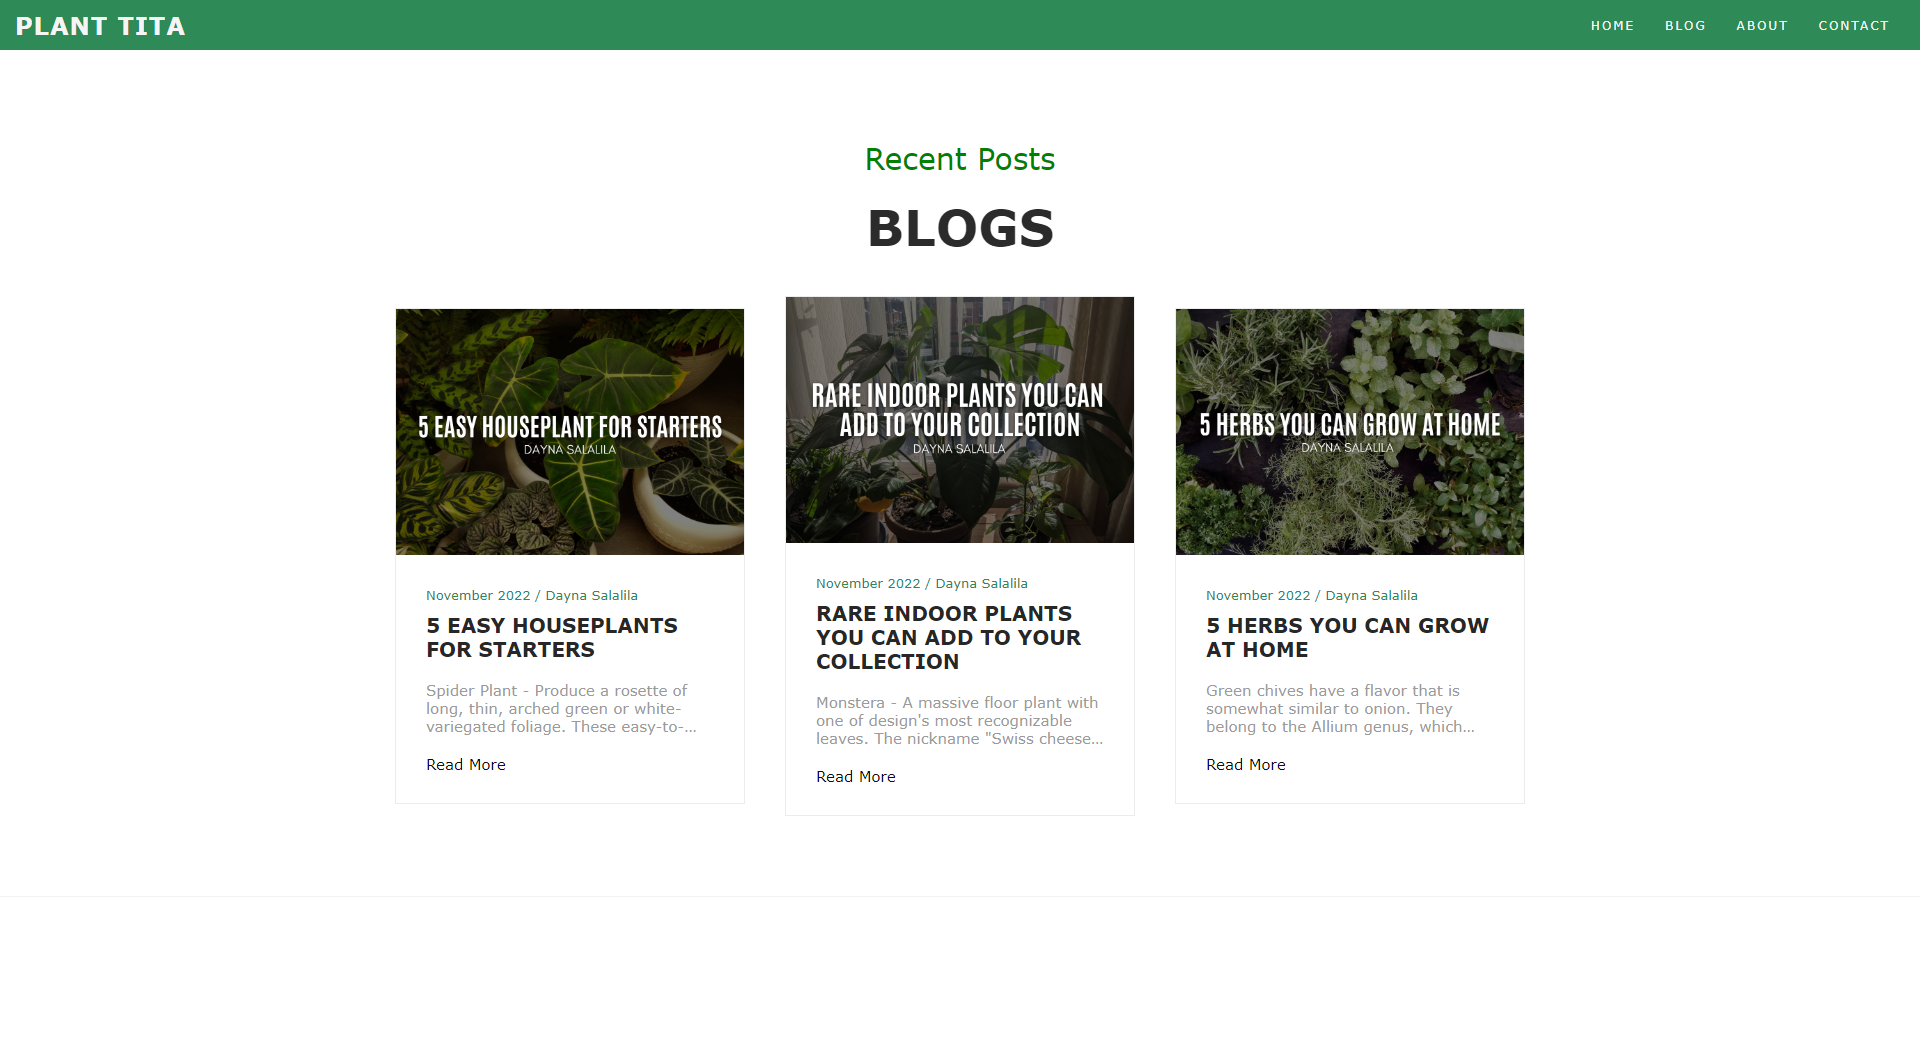 PLANT TITA
HOME
BLOG
ABOUT
CONTACT
Recent Posts
BLOGS
5 EASY HOUSEPLANT FOR STARTERS
DAYNA SALALILA
November 2022 / Dayna Salalila
5 EASY HOUSEPLANTS
FOR STARTERS
Spider Plant - Produce a rosette of
long, thin, arched green or white-
variegated foliage. These easy-to-...
Read More
RARE INDOOR PLANTS YOU CAN
ADD TO YOUR COLLECTION
DAYNA SALALILA
November 2022 / Dayna Salalila
RARE INDOOR PLANTS
YOU CAN ADD TO YOUR
COLLECTION
Monstera - A massive floor plant with
one of design's most recognizable
leaves. The nickname "Swiss cheese...
Read More
5 HERBS YOU CAN GROW AT HOME
DAYNA SALALILA
November 2022 / Dayna Salalila
5 HERBS YOU CAN GROW
AT HOME
Green chives have a flavor that is
somewhat similar to onion. They
belong to the Allium genus, which...
Read More